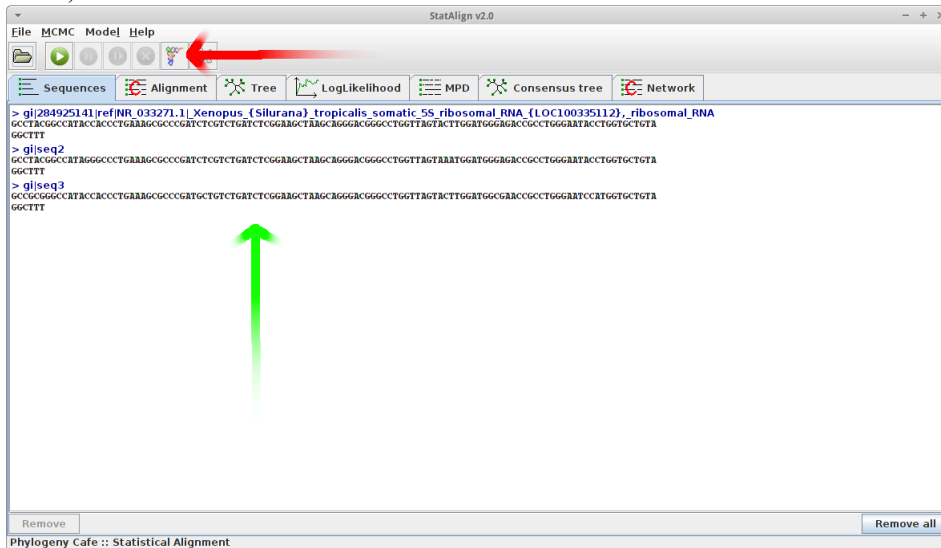 StatAlign v2.0
File MCMC Model Help
Sequences Alignment Tree LogLikelihood MPD Consensus tree Network
> gi|284925141|ref|NR_033271.1|_Xenopus_{Silurana}_tropicalis_somatic_5S_ribosomal_RNA_{LOC100335112},_ribosomal_RNA
GCCTACGGCCATACCACCCTGAAAGCGCCCGATCTCGTCTGATCTCGGAAGCTAAGCAGGGACGGGCCTGGTTAGTACTTGGATGGGAGACCGCCTGGGAATACCTGGTGCTGTA
GGCTTT
> gi|seq2
GCCTACGGCCATAGGGCCCTGAAAGCGCCCGATCTCGTCTGATCTCGGAAGCTAAGCAGGGACGGGCCTGGTTAGTAAATGGATGGGAGACCGCCTGGGAATACCTGGTGCTGTA
GGCTTT
> gi|seq3
GCCGCGGGCCATACCACCCTGAAAGCGCCCGATGCTGTCTGATCTCGGAAGCTAAGCAGGGACGGGCCTGGTTAGTACTTGGATGGCGAACCGCCTGGGAATCCATGGTGCTGTA
GGCTTT
Remove Remove all
Phylogeny Cafe :: Statistical Alignment